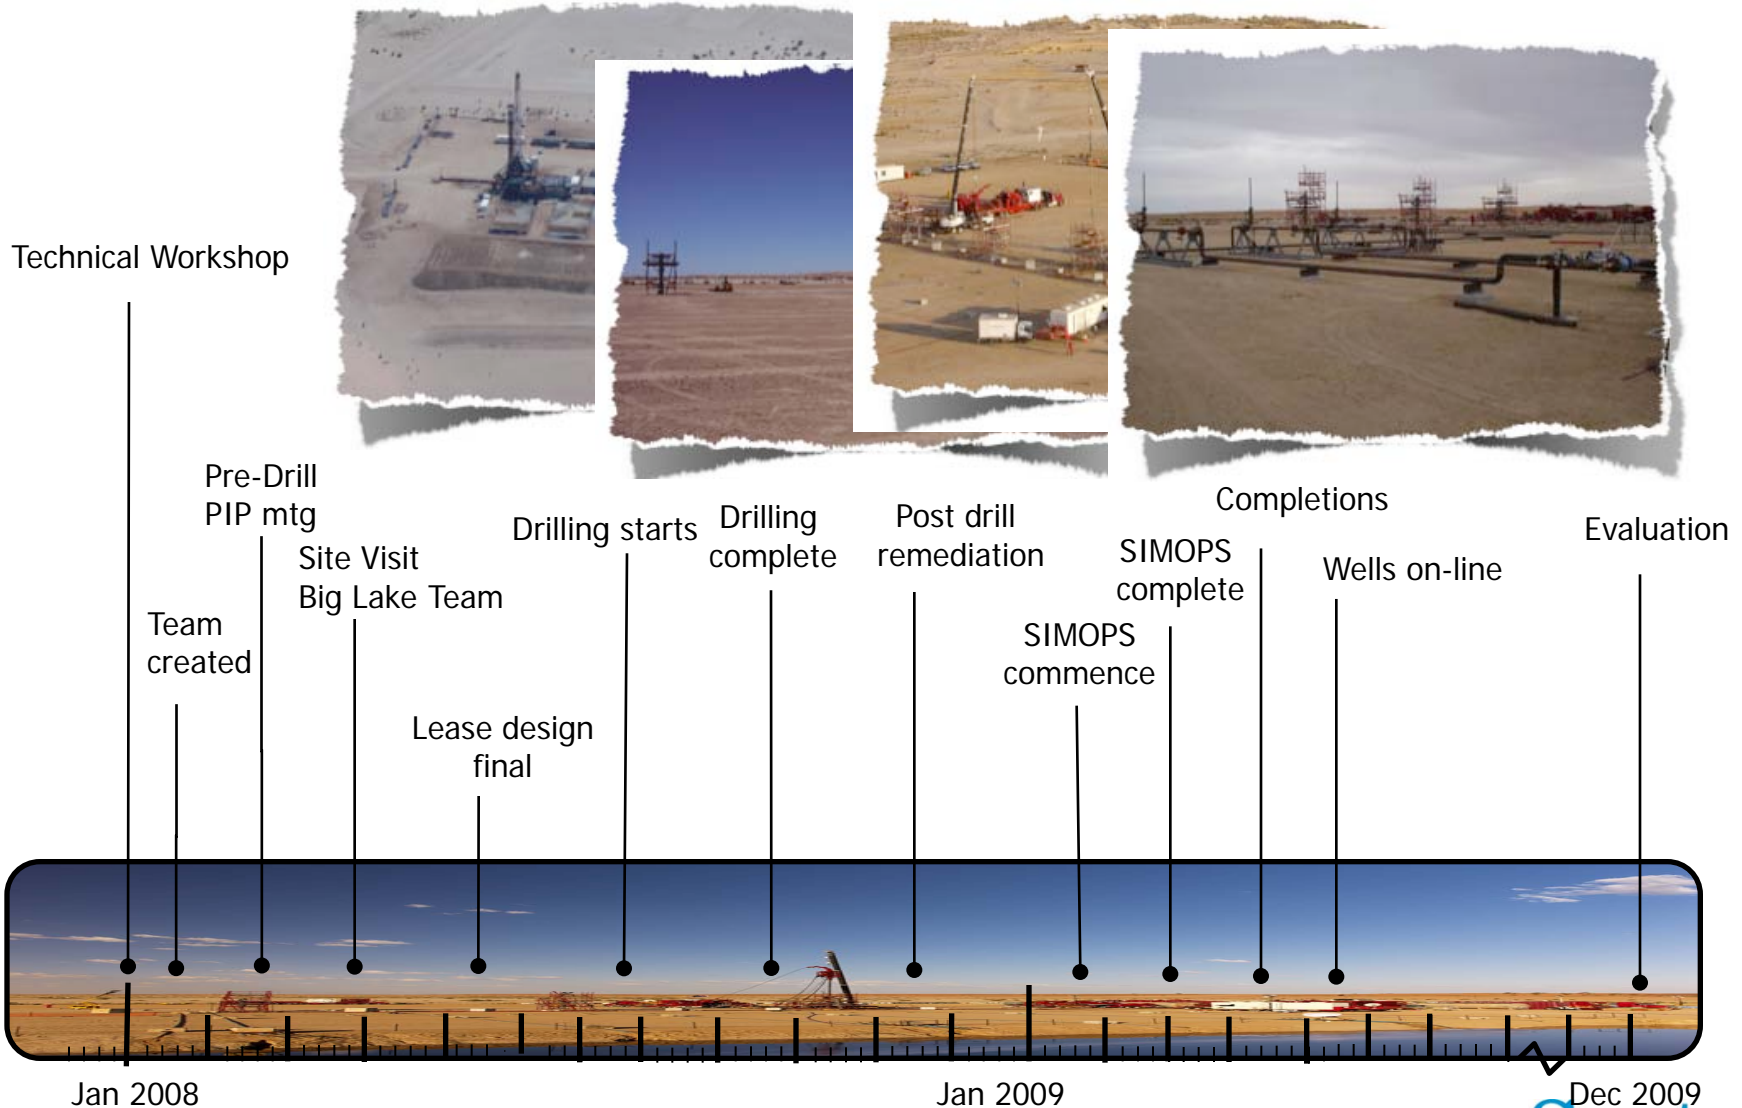 Technical Workshop
Pre-Drill
PIP mtg
Site Visit
Big Lake Team
Team
created
Lease design
final
Drilling starts
Drilling
complete
Post drill
remediation
SIMOPS
commence
SIMOPS
complete
Completions
Wells on-line
Evaluation
Jan 2008
Jan 2009
Dec 2009